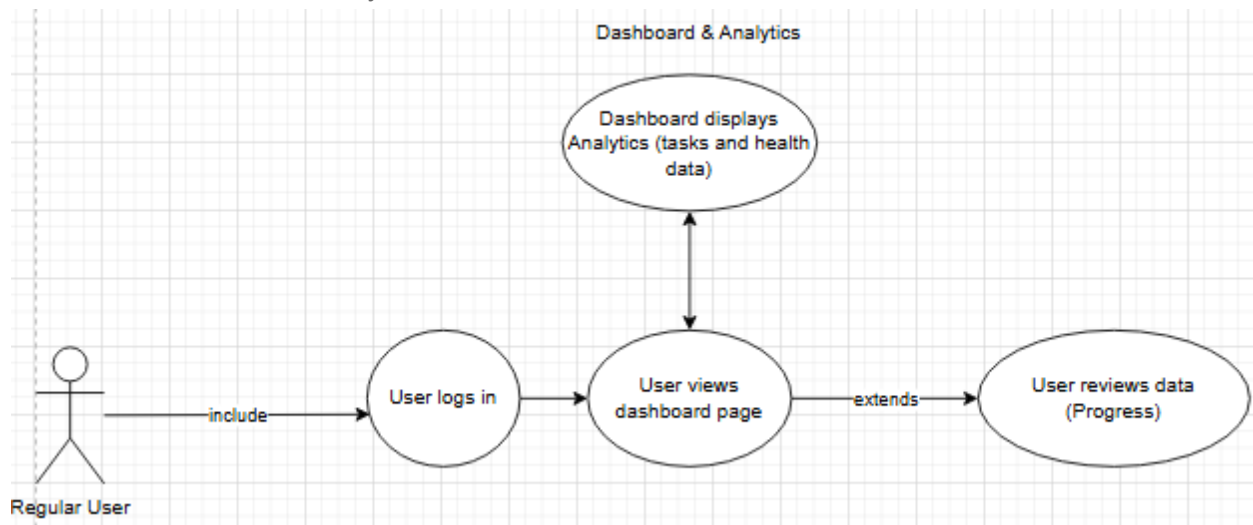 Dashboard & Analytics
Dashboard displays
Analytics (tasks and health
data)
User logs in
User views
dashboard page
User reviews data
(Progress)
include
extends
Regular User